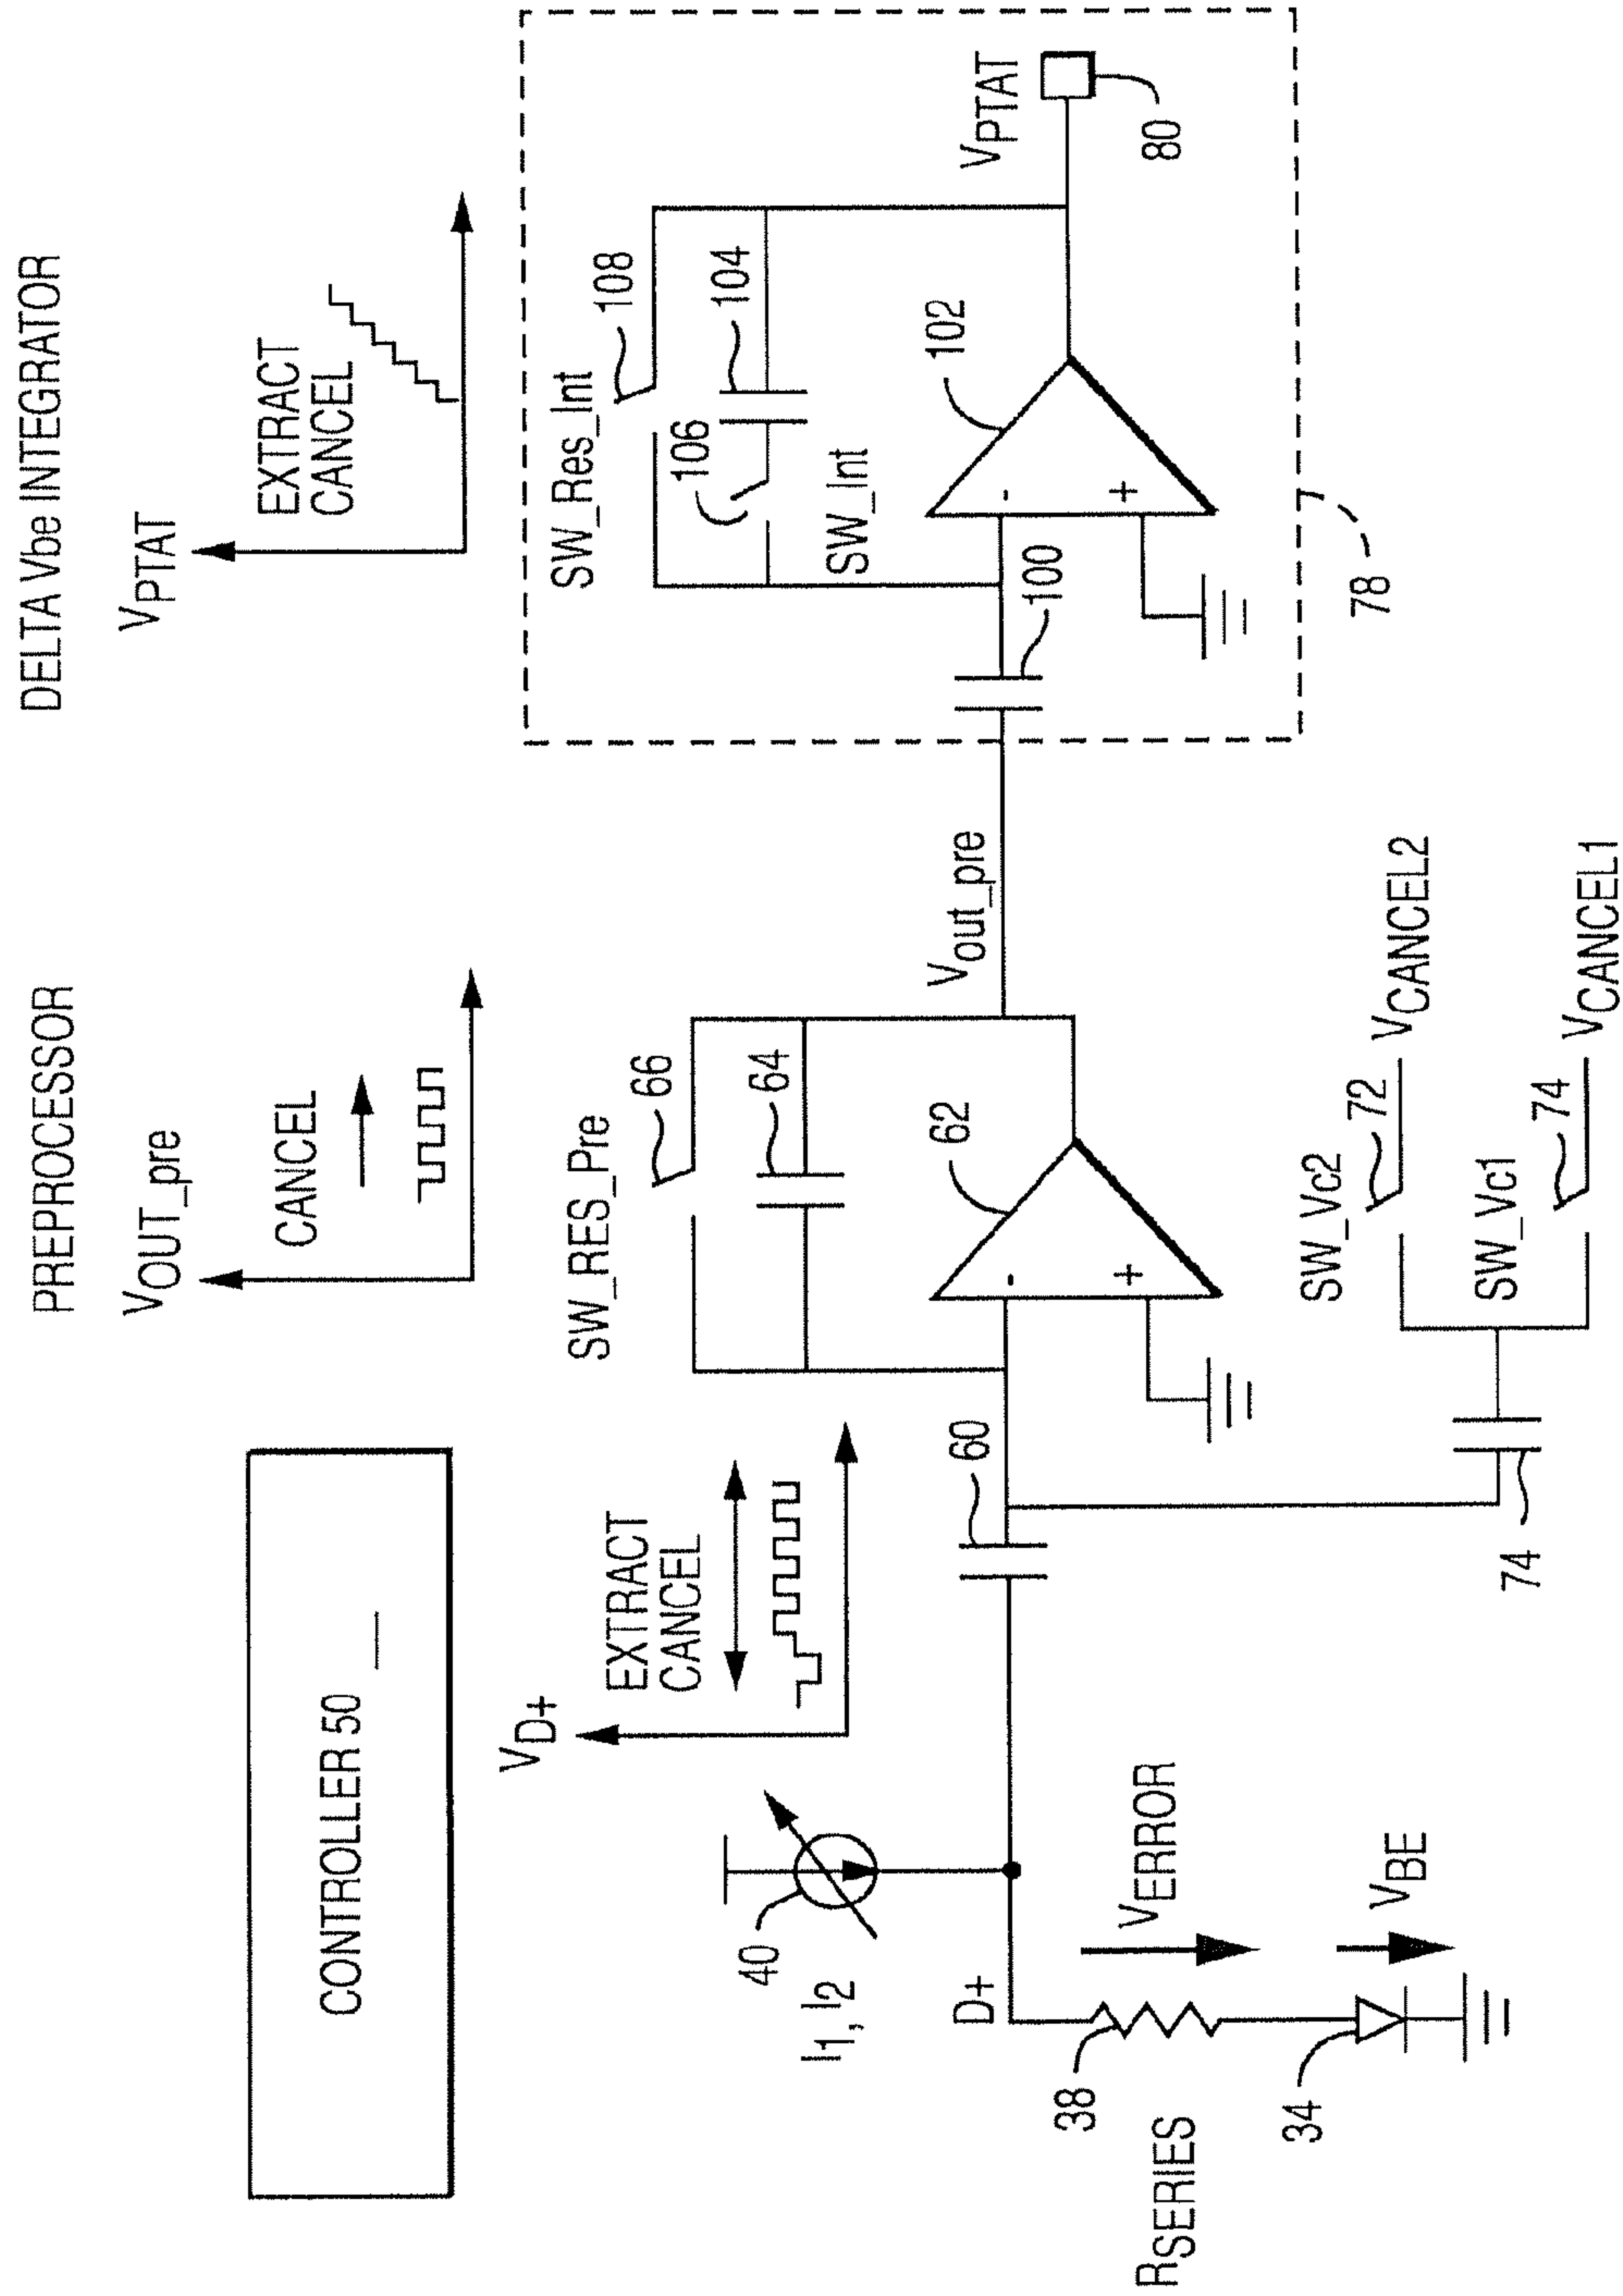 DELTA Vbe INTEGRATOR
VPTAT
EXTRACT
CANCEL
SW_Res_Int
108
106
104
SW_Int
102
100
VPTAT
80
78
PREPROCESSOR
VOUT_pre
CANCEL
SW_RES_Pre
66
64
62
-
+
-
+
Vout_pre
SW_Vc2
72
VCANCEL2
SW_Vc1
74
VCANCEL1
74
60
CONTROLLER 50
VD+
EXTRACT
CANCEL
40
I1, I2
D+
VERROR
VBE
38
RSERIES
34